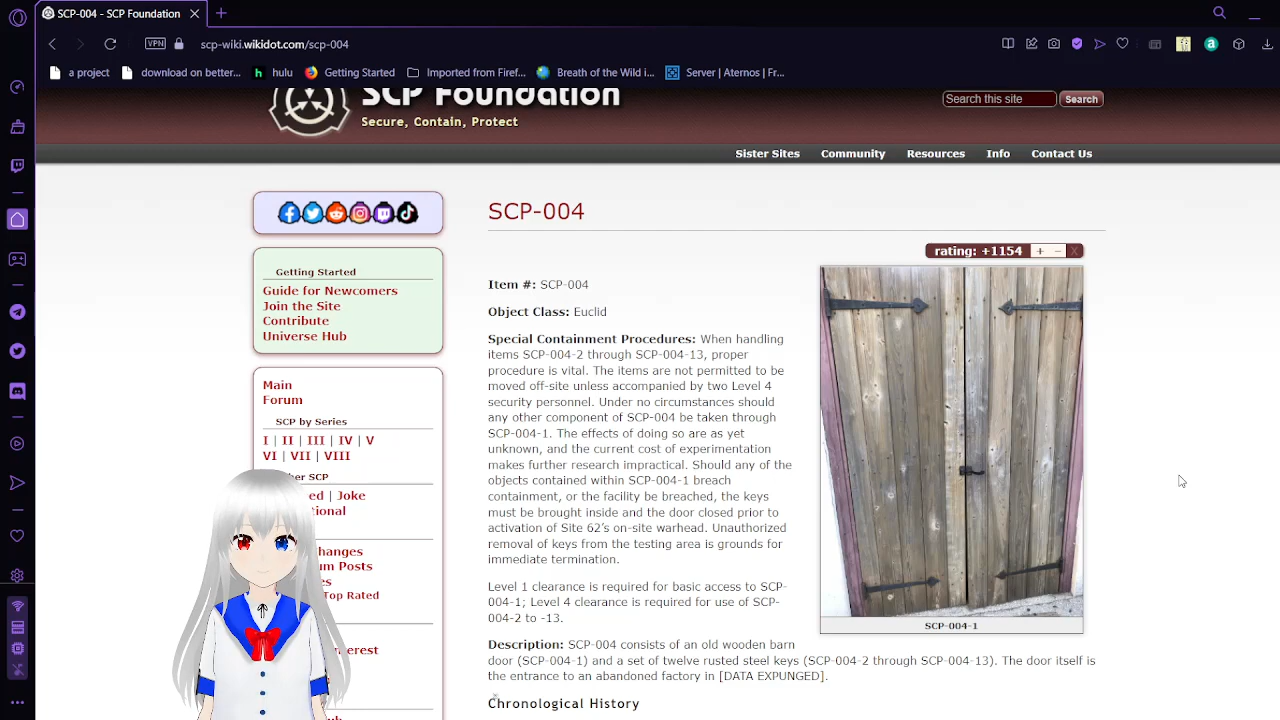 SCP-004 - SCP Foundation
VPN scp-wiki.wikidot.com/scp-004
a project download on better... hulu Getting Started Imported from Firef... Breath of the Wild i... Server | Aternos | Fr...
SCP Foundation
Secure, Contain, Protect
Search this site Search
Sister Sites Community Resources Info Contact Us
Getting Started
Guide for Newcomers
Join the Site
Contribute
Universe Hub
Main
Forum
SCP by Series
I | II | III | IV | V
VI | VII | VIII
er SCP
ed | Joke
ional
hanges
m Posts
es
Top Rated
erest
SCP-004
rating: +1154 + – X
Item #: SCP-004
Object Class: Euclid
Special Containment Procedures: When handling
items SCP-004-2 through SCP-004-13, proper
procedure is vital. The items are not permitted to be
moved off-site unless accompanied by two Level 4
security personnel. Under no circumstances should
any other component of SCP-004 be taken through
SCP-004-1. The effects of doing so are as yet
unknown, and the current cost of experimentation
makes further research impractical. Should any of the
objects contained within SCP-004-1 breach
containment, or the facility be breached, the keys
must be brought inside and the door closed prior to
activation of Site 62's on-site warhead. Unauthorized
removal of keys from the testing area is grounds for
immediate termination.
Level 1 clearance is required for basic access to SCP-
004-1; Level 4 clearance is required for use of SCP-
004-2 to -13.
SCP-004-1
Description: SCP-004 consists of an old wooden barn
door (SCP-004-1) and a set of twelve rusted steel keys (SCP-004-2 through SCP-004-13). The door itself is
the entrance to an abandoned factory in [DATA EXPUNGED].
Chronological History